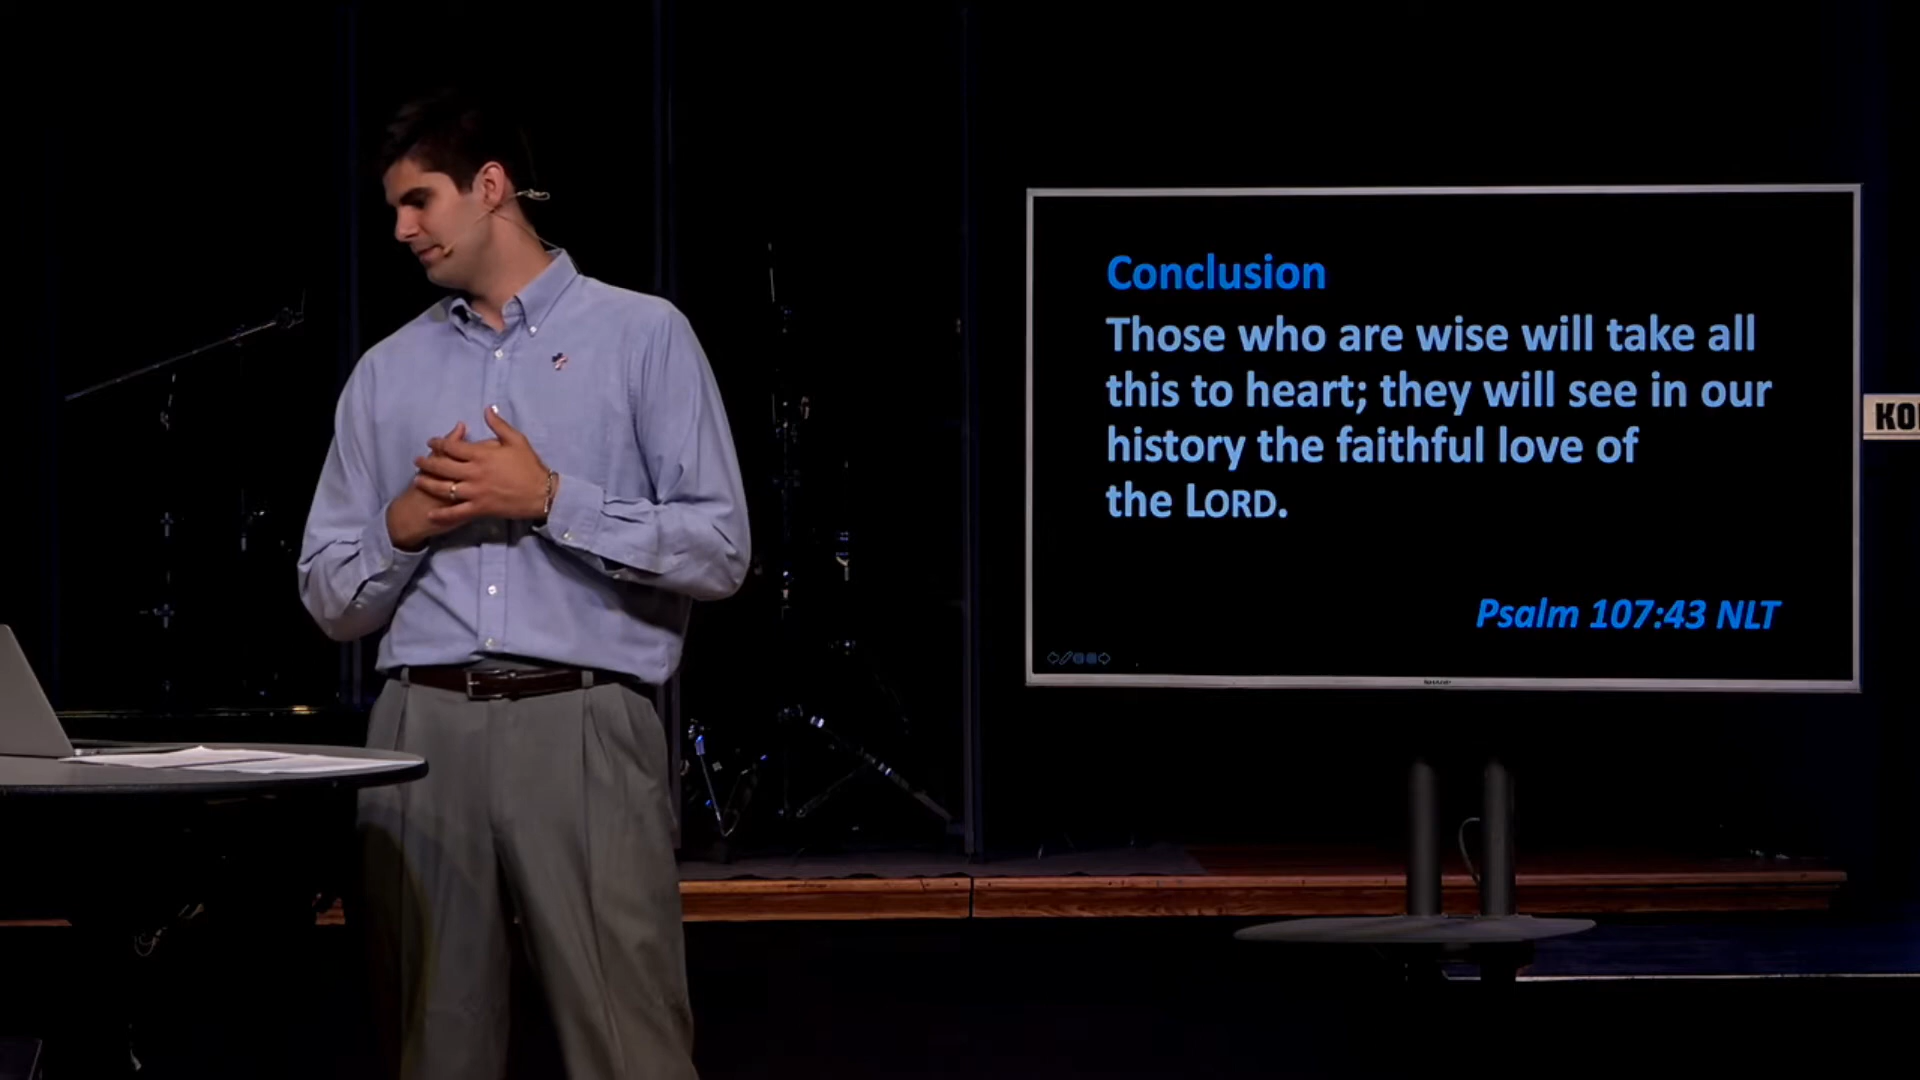 Conclusion
Those who are wise will take all
this to heart; they will see in our
history the faithful love of
the LORD.
Psalm 107:43 NLT
SHARP